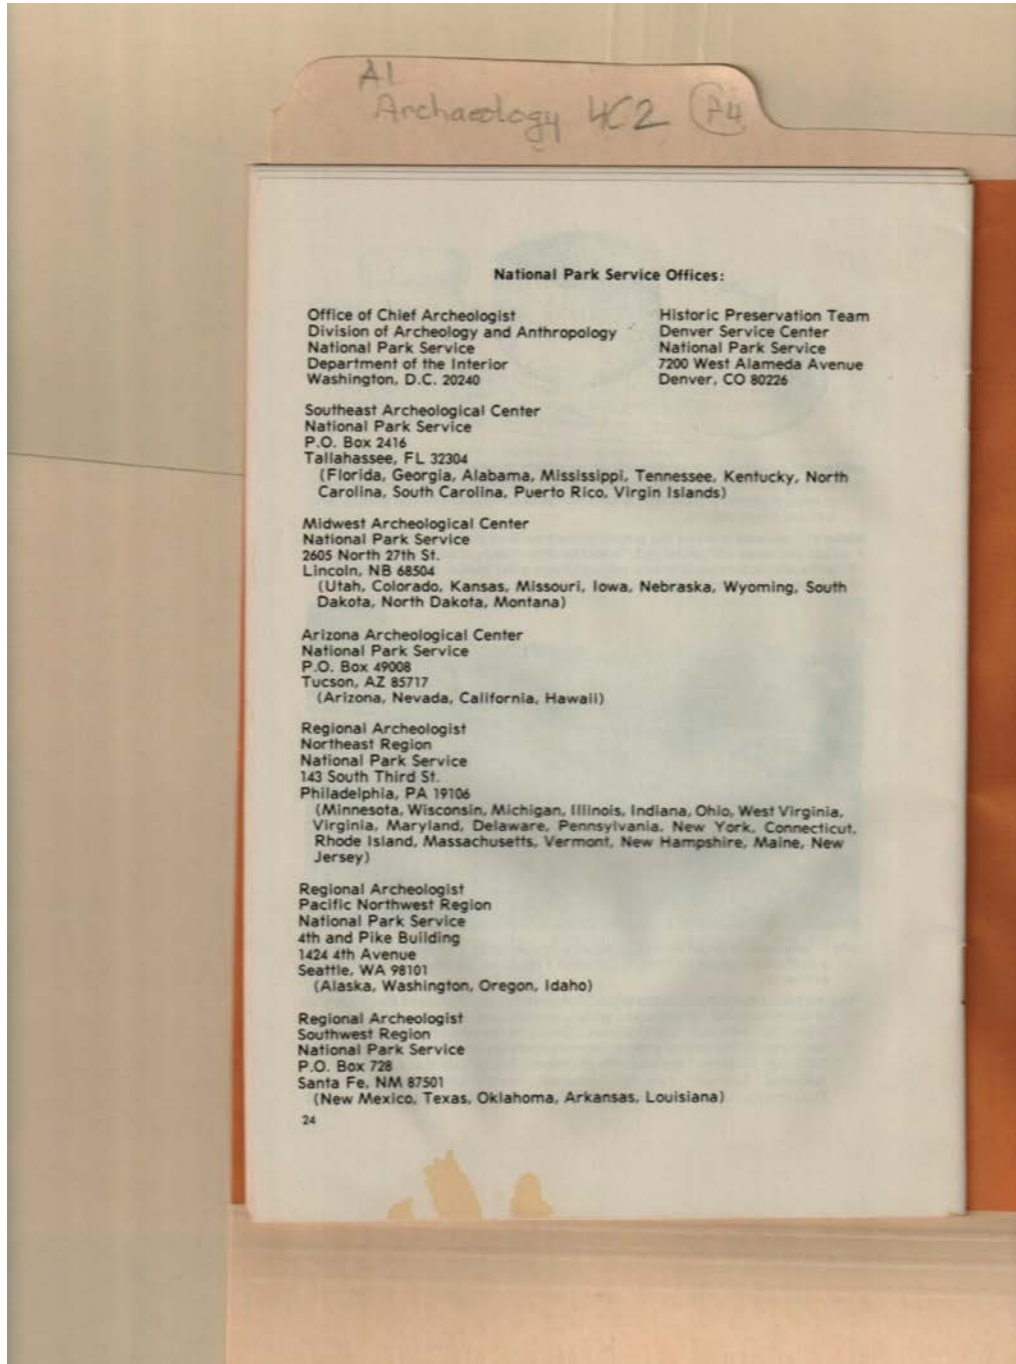 A1
Archaeology 4C2 P4
National Park Service Offices:
Office of Chief Archeologist
Division of Archeology and Anthropology
National Park Service
Department of the Interior
Washington, D.C. 20240
Historic Preservation Team
Denver Service Center
National Park Service
7200 West Alameda Avenue
Denver, CO 80226
Southeast Archeological Center
National Park Service
P.O. Box 2416
Tallahassee, FL 32304
(Florida, Georgia, Alabama, Mississippi, Tennessee, Kentucky, North
Carolina, South Carolina, Puerto Rico, Virgin Islands)
Midwest Archeological Center
National Park Service
2605 North 27th St.
Lincoln, NB 68504
(Utah, Colorado, Kansas, Missouri, Iowa, Nebraska, Wyoming, South
Dakota, North Dakota, Montana)
Arizona Archeological Center
National Park Service
P.O. Box 49008
Tucson, AZ 85717
(Arizona, Nevada, California, Hawaii)
Regional Archeologist
Northeast Region
National Park Service
143 South Third St.
Philadelphia, PA 19106
(Minnesota, Wisconsin, Michigan, Illinois, Indiana, Ohio, West Virginia,
Virginia, Maryland, Delaware, Pennsylvania, New York, Connecticut,
Rhode Island, Massachusetts, Vermont, New Hampshire, Maine, New
Jersey)
Regional Archeologist
Pacific Northwest Region
National Park Service
4th and Pike Building
1424 4th Avenue
Seattle, WA 98101
(Alaska, Washington, Oregon, Idaho)
Regional Archeologist
Southwest Region
National Park Service
P.O. Box 728
Santa Fe, NM 87501
(New Mexico, Texas, Oklahoma, Arkansas, Louisiana)
24